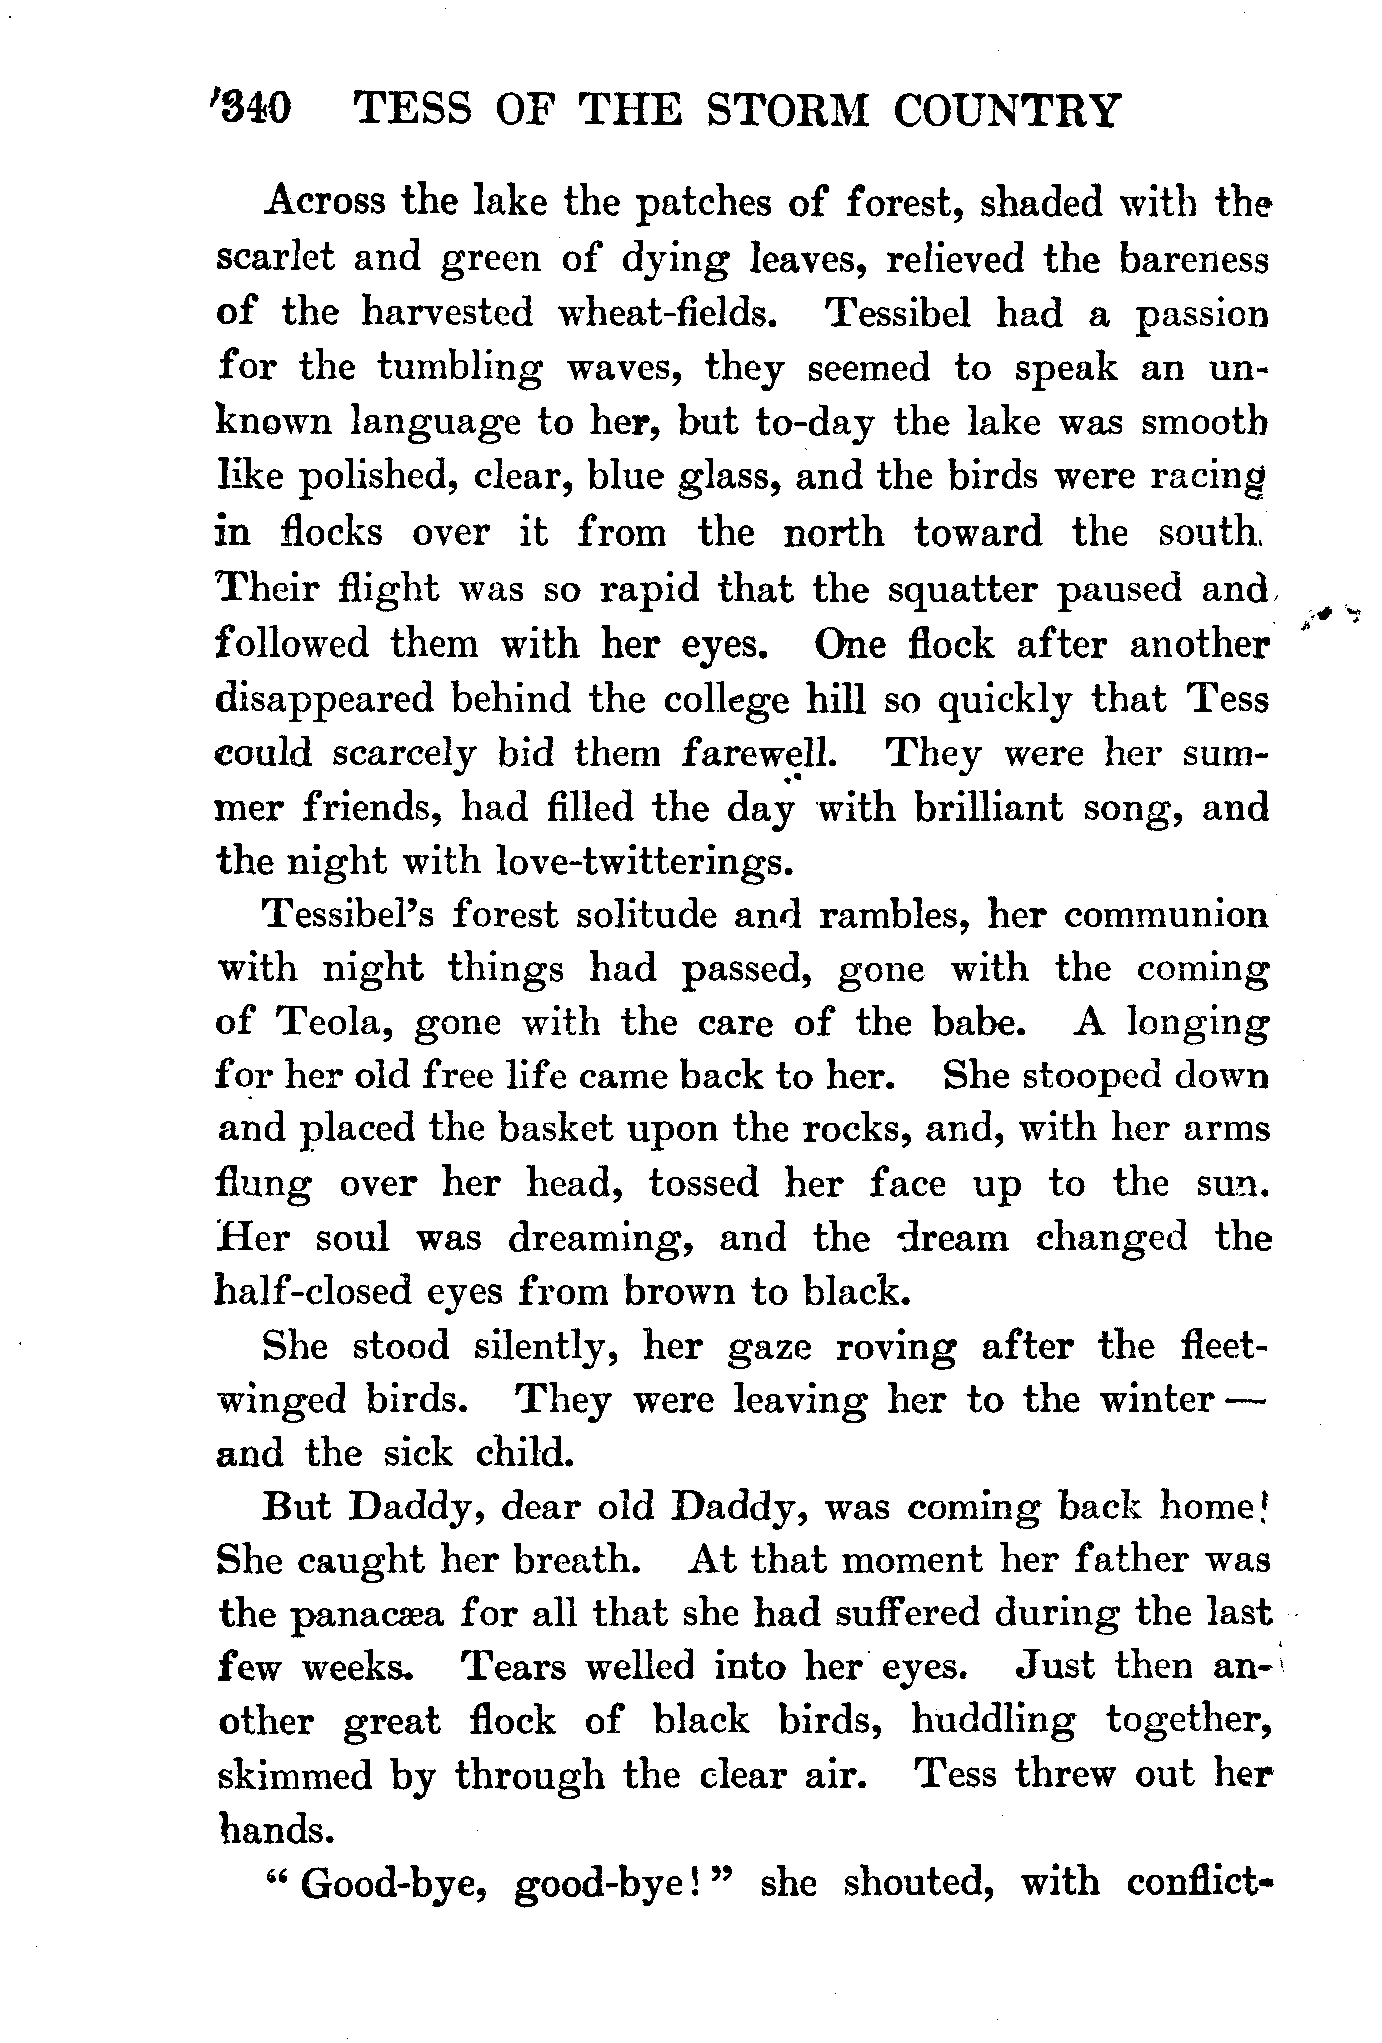 340 TESS OF THE STORM COUNTRY
Across the lake the patches of forest, shaded with the
scarlet and green of dying leaves, relieved the bareness
of the harvested wheat-fields. Tessibel had a passion
for the tumbling waves, they seemed to speak an un-
known language to her, but to-day the lake was smooth
like polished, clear, blue glass, and the birds were racing
in flocks over it from the north toward the south.
Their flight was so rapid that the squatter paused and
followed them with her eyes. One flock after another
disappeared behind the college hill so quickly that Tess
could scarcely bid them farewell. They were her sum-
mer friends, had filled the day with brilliant song, and
the night with love-twitterings.
Tessibel's forest solitude and rambles, her communion
with night things had passed, gone with the coming
of Teola, gone with the care of the babe. A longing
for her old free life came back to her. She stooped down
and placed the basket upon the rocks, and, with her arms
flung over her head, tossed her face up to the sun.
Her soul was dreaming, and the dream changed the
half-closed eyes from brown to black.
She stood silently, her gaze roving after the fleet-
winged birds. They were leaving her to the winter —
and the sick child.
But Daddy, dear old Daddy, was coming back home!
She caught her breath. At that moment her father was
the panacæa for all that she had suffered during the last
few weeks. Tears welled into her eyes. Just then an-
other great flock of black birds, huddling together,
skimmed by through the clear air. Tess threw out her
hands.
“ Good-bye, good-bye! ” she shouted, with conflict-